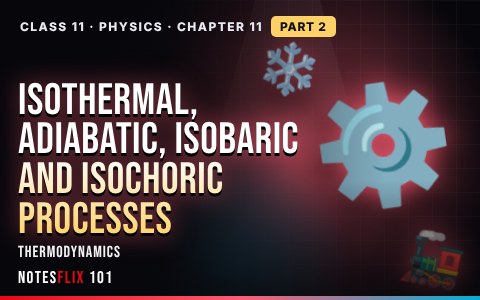 CLASS 11 · PHYSICS · CHAPTER 11 PART 2
ISOTHERMAL,
ADIABATIC, ISOBARIC
AND ISOCHORIC
PROCESSES
THERMODYNAMICS
NOTESFLIX 101